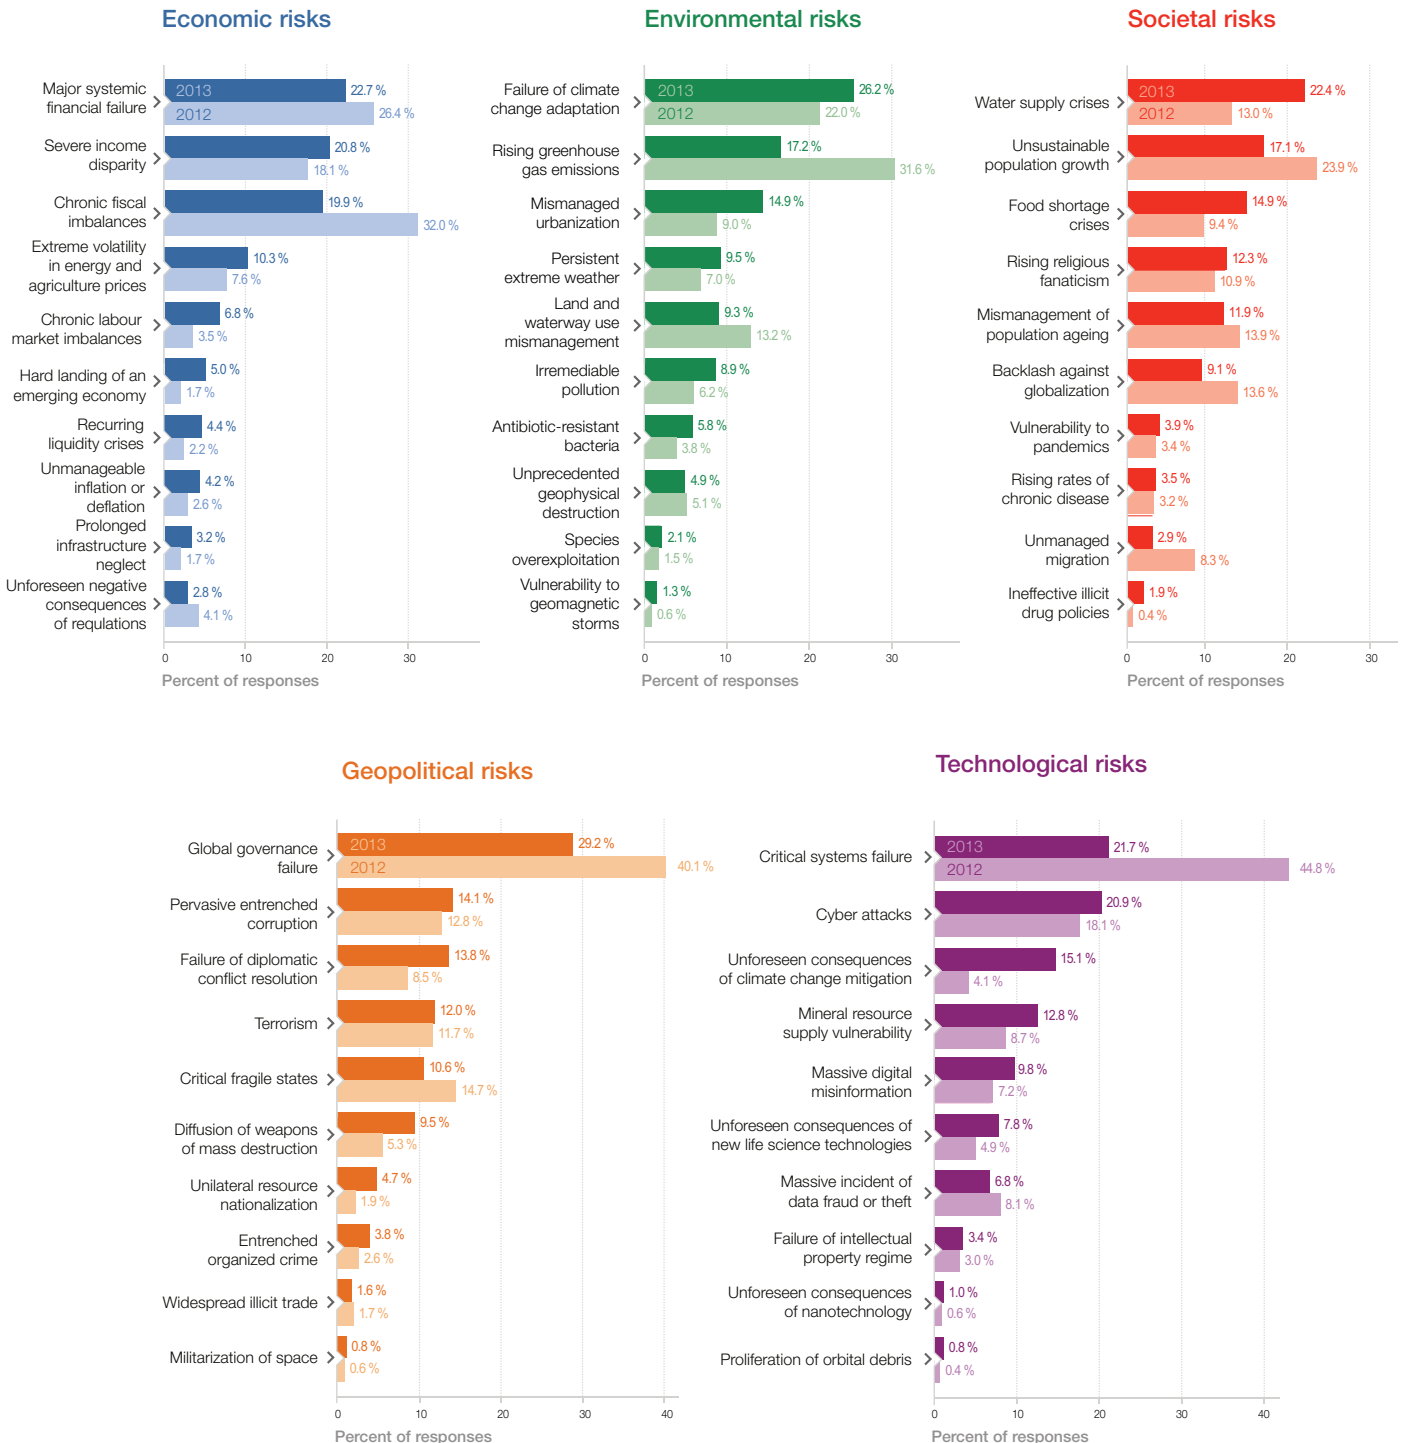 Economic risks
Major systemic
financial failure
2013
22.7 %
2012
26.4 %
Severe income
disparity
20.8 %
18.1 %
Chronic fiscal
imbalances
19.9 %
32.0 %
Extreme volatility
in energy and
agriculture prices
10.3 %
7.6 %
Chronic labour
market imbalances
6.8 %
3.5 %
Hard landing of an
emerging economy
5.0 %
1.7 %
Recurring
liquidity crises
4.4 %
2.2 %
Unmanageable
inflation or
deflation
4.2 %
2.6 %
Prolonged
infrastructure
neglect
3.2 %
1.7 %
Unforeseen negative
consequences
of requlations
2.8 %
4.1 %
0 10 20 30
Percent of responses
Environmental risks
Failure of climate
change adaptation
2013
26.2 %
2012
22.0 %
Rising greenhouse
gas emissions
17.2 %
31.6 %
Mismanaged
urbanization
14.9 %
9.0 %
Persistent
extreme weather
9.5 %
7.0 %
Land and
waterway use
mismanagement
9.3 %
13.2 %
Irremediable
pollution
8.9 %
6.2 %
Antibiotic-resistant
bacteria
5.8 %
3.8 %
Unprecedented
geophysical
destruction
4.9 %
5.1 %
Species
overexploitation
2.1 %
1.5 %
Vulnerability to
geomagnetic
storms
1.3 %
0.6 %
0 10 20 30
Percent of responses
Societal risks
Water supply crises
2013
22.4 %
2012
13.0 %
Unsustainable
population growth
17.1 %
23.9 %
Food shortage
crises
14.9 %
9.4 %
Rising religious
fanaticism
12.3 %
10.9 %
Mismanagement of
population ageing
11.9 %
13.9 %
Backlash against
globalization
9.1 %
13.6 %
Vulnerability to
pandemics
3.9 %
3.4 %
Rising rates of
chronic disease
3.5 %
3.2 %
Unmanaged
migration
2.9 %
8.3 %
Ineffective illicit
drug policies
1.9 %
0.4 %
0 10 20 30
Percent of responses
Geopolitical risks
Global governance
failure
2013
29.2 %
2012
40.1 %
Pervasive entrenched
corruption
14.1 %
12.8 %
Failure of diplomatic
conflict resolution
13.8 %
8.5 %
Terrorism
12.0 %
11.7 %
Critical fragile states
10.6 %
14.7 %
Diffusion of weapons
of mass destruction
9.5 %
5.3 %
Unilateral resource
nationalization
4.7 %
1.9 %
Entrenched
organized crime
3.8 %
2.6 %
Widespread illicit trade
1.6 %
1.7 %
Militarization of space
0.8 %
0.6 %
0 10 20 30 40
Percent of responses
Technological risks
Critical systems failure
2013
21.7 %
2012
44.8 %
Cyber attacks
20.9 %
18.1 %
Unforeseen consequences
of climate change mitigation
15.1 %
4.1 %
Mineral resource
supply vulnerability
12.8 %
8.7 %
Massive digital
misinformation
9.8 %
7.2 %
Unforeseen consequences of
new life science technologies
7.8 %
4.9 %
Massive incident of
data fraud or theft
6.8 %
8.1 %
Failure of intellectual
property regime
3.4 %
3.0 %
Unforeseen consequences
of nanotechnology
1.0 %
0.6 %
Proliferation of orbital debris
0.8 %
0.4 %
0 10 20 30 40
Percent of responses